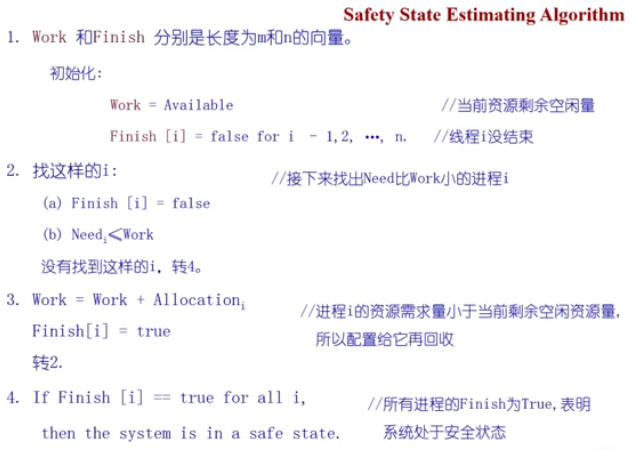 Safety State Estimating Algorithm
1. Work 和Finish 分别是长度为m和n的向量。
初始化:
Work = Available //当前资源剩余空闲量
Finish [i] = false for i - 1,2, …, n. //线程i没结束
2. 找这样的i: //接下来找出Need比Work小的进程i
(a) Finish [i] = false
(b) Needi≤Work
没有找到这样的i, 转4。
3. Work = Work + Allocationi //进程i的资源需求量小于当前剩余空闲资源量,
Finish[i] = true 所以配置给它再回收
转2.
4. If Finish [i] == true for all i, //所有进程的Finish为True,表明
then the system is in a safe state. 系统处于安全状态